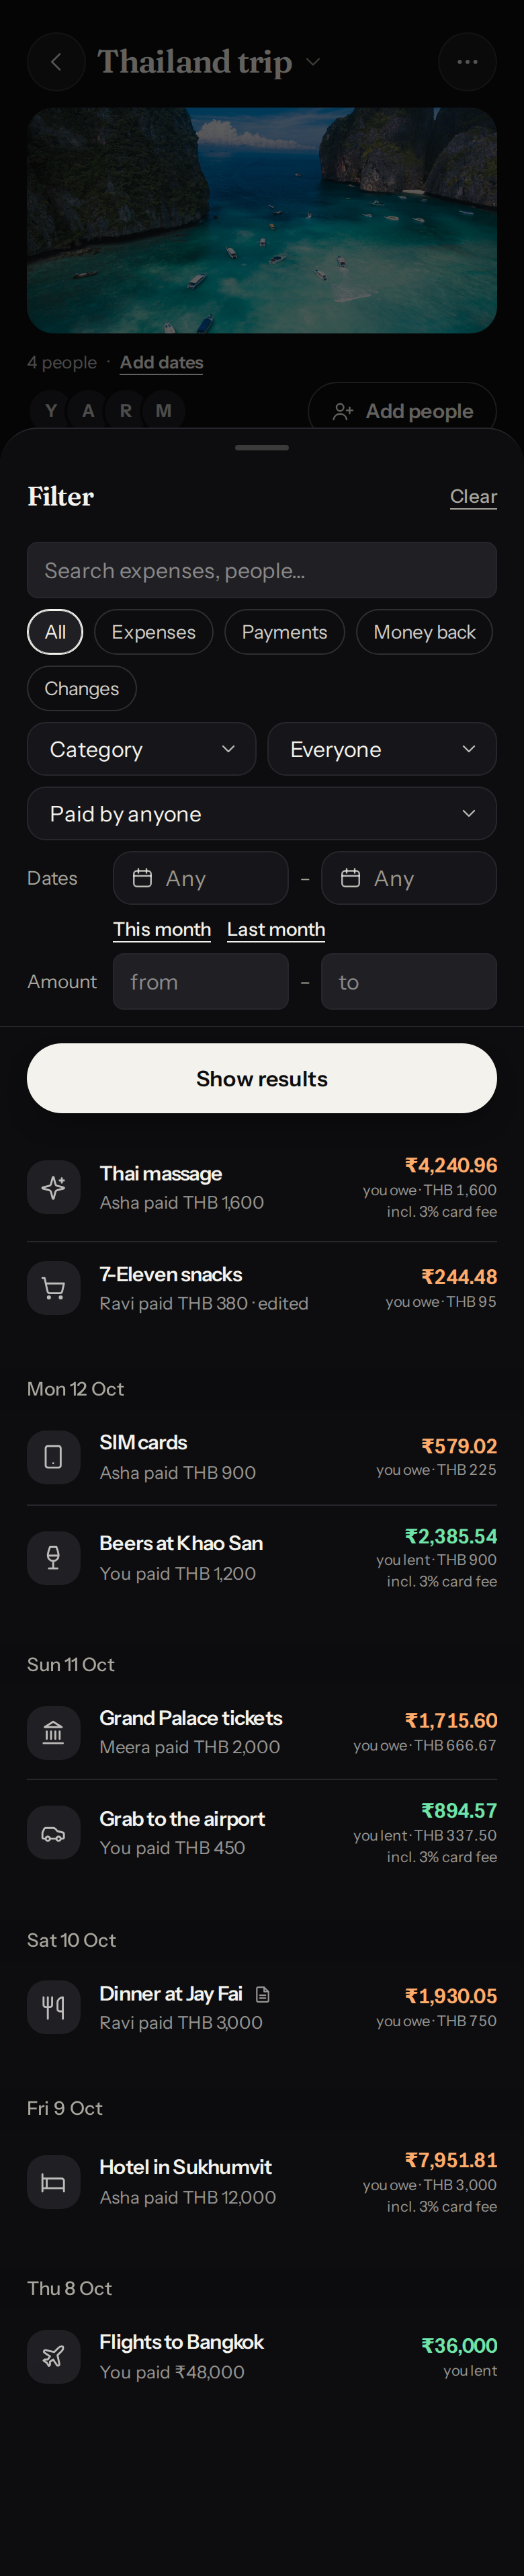 Thailand trip
4 people · Add dates
Y A R M
Add people
Filter
Clear
Search expenses, people...
All
Expenses
Payments
Money back
Changes
Category
Everyone
Paid by anyone
Dates
Any
–
Any
This month
Last month
Amount
from
–
to
Show results
Thai massage
₹4,240.96
Asha paid THB 1,600
you owe · THB 1,600
incl. 3% card fee
7-Eleven snacks
₹244.48
Ravi paid THB 380 · edited
you owe · THB 95
Mon 12 Oct
SIM cards
₹579.02
Asha paid THB 900
you owe · THB 225
Beers at Khao San
₹2,385.54
You paid THB 1,200
you lent · THB 900
incl. 3% card fee
Sun 11 Oct
Grand Palace tickets
₹1,715.60
Meera paid THB 2,000
you owe · THB 666.67
Grab to the airport
₹894.57
You paid THB 450
you lent · THB 337.50
incl. 3% card fee
Sat 10 Oct
Dinner at Jay Fai
₹1,930.05
Ravi paid THB 3,000
you owe · THB 750
Fri 9 Oct
Hotel in Sukhumvit
₹7,951.81
Asha paid THB 12,000
you owe · THB 3,000
incl. 3% card fee
Thu 8 Oct
Flights to Bangkok
₹36,000
You paid ₹48,000
you lent